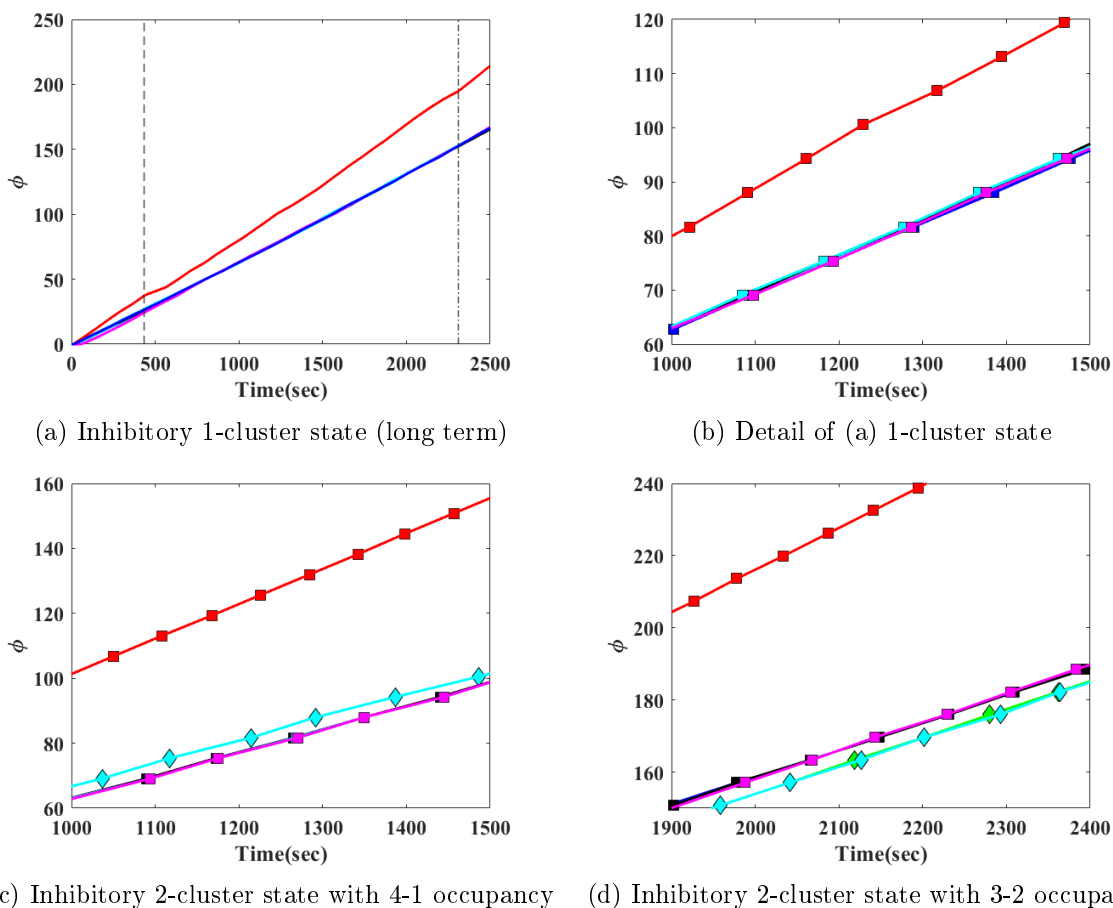 250
200
150
100
50
0
ϕ
0 500 1000 1500 2000 2500
Time(sec)
(a) Inhibitory 1-cluster state (long term)
120
110
100
90
80
70
60
ϕ
1000 1100 1200 1300 1400 1500
Time(sec)
(b) Detail of (a) 1-cluster state
160
140
120
100
80
60
ϕ
1000 1100 1200 1300 1400 1500
Time(sec)
c) Inhibitory 2-cluster state with 4-1 occupancy
240
220
200
180
160
ϕ
1900 2000 2100 2200 2300 2400
Time(sec)
(d) Inhibitory 2-cluster state with 3-2 occupa